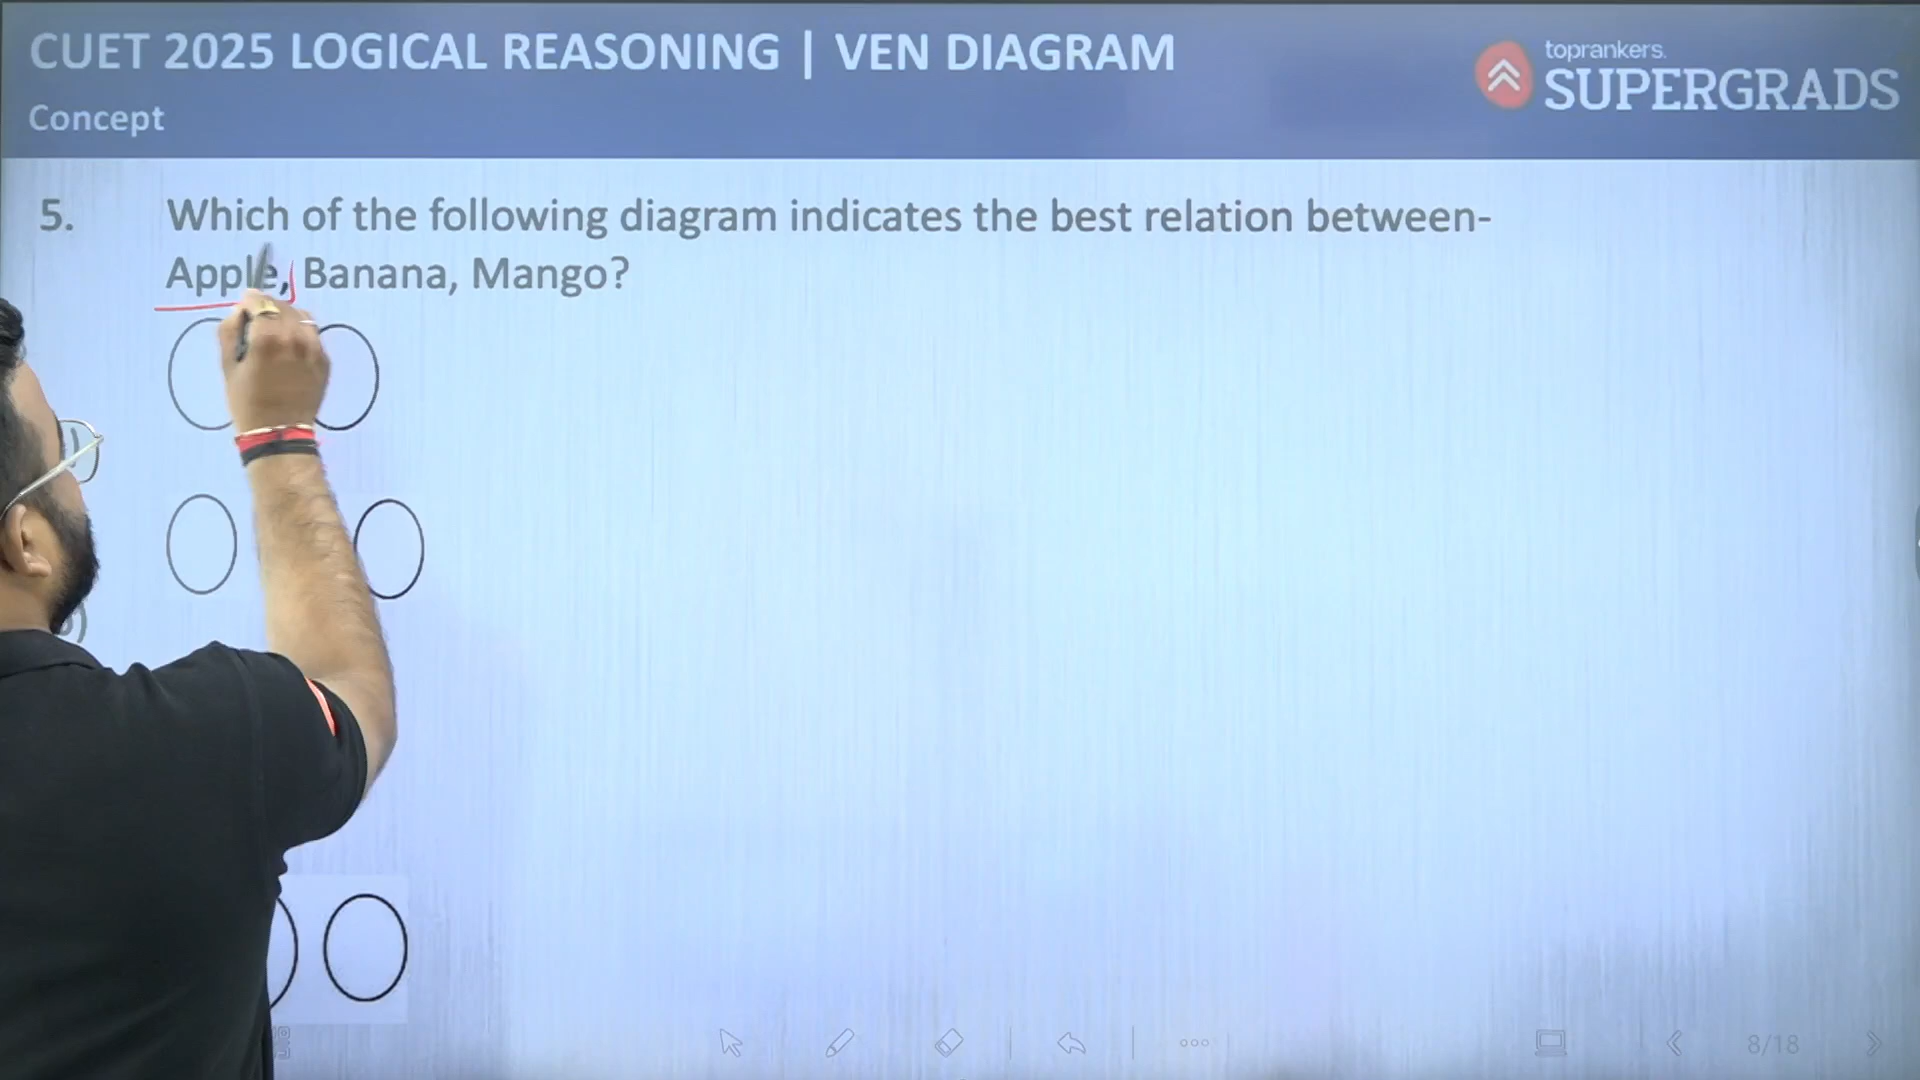 CUET 2025 LOGICAL REASONING | VEN DIAGRAM
Concept
toprankers.
SUPERGRADS
5. Which of the following diagram indicates the best relation between-
Apple, Banana, Mango?
8/18